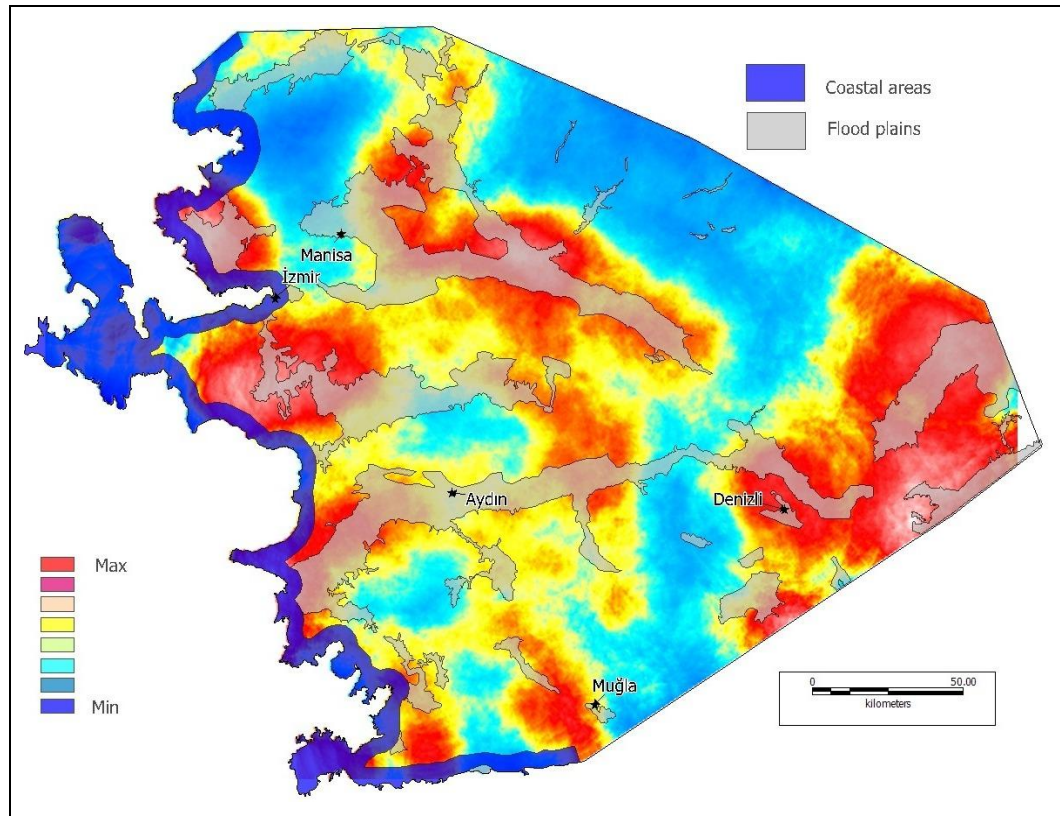 Coastal areas
Flood plains
Manisa
İzmir
Aydın
Denizli
Muğla
Max
Min
0 50.00
kilometers